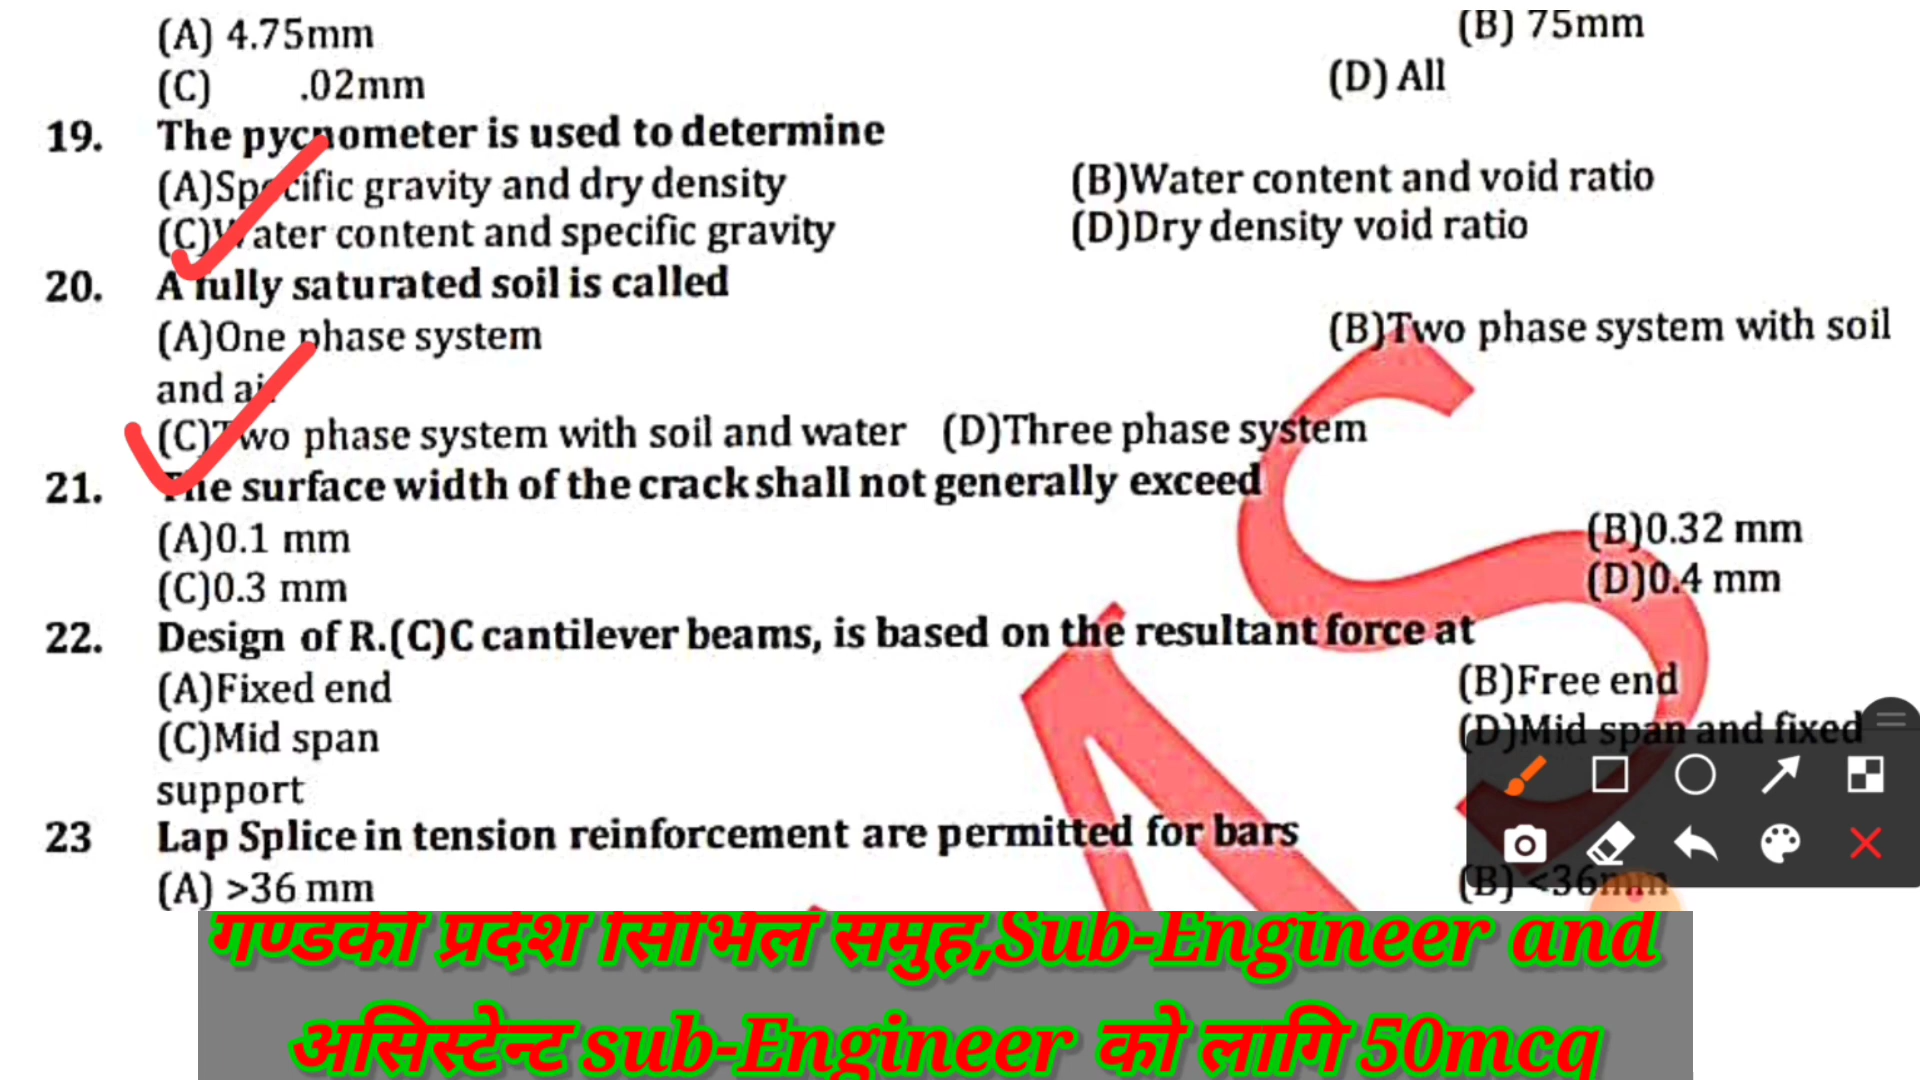 (A) 4.75mm (B) 75mm
(C) .02mm (D) All
19. The pycnometer is used to determine
(A)Specific gravity and dry density (B)Water content and void ratio
(C)Water content and specific gravity (D)Dry density void ratio
20. A fully saturated soil is called
(A)One phase system (B)Two phase system with soil
and air
(C)Two phase system with soil and water (D)Three phase system
21. The surface width of the crack shall not generally exceed
(A)0.1 mm (B)0.32 mm
(C)0.3 mm (D)0.4 mm
22. Design of R.(C)C cantilever beams, is based on the resultant force at
(A)Fixed end (B)Free end
(C)Mid span (D)Mid span and fixed
support
23 Lap Splice in tension reinforcement are permitted for bars
(A) >36 mm (B) <36mm
गण्डकी प्रदेश सिभिल समुह,Sub-Engineer and
असिस्टेन्ट sub-Engineer को लागि 50mcq